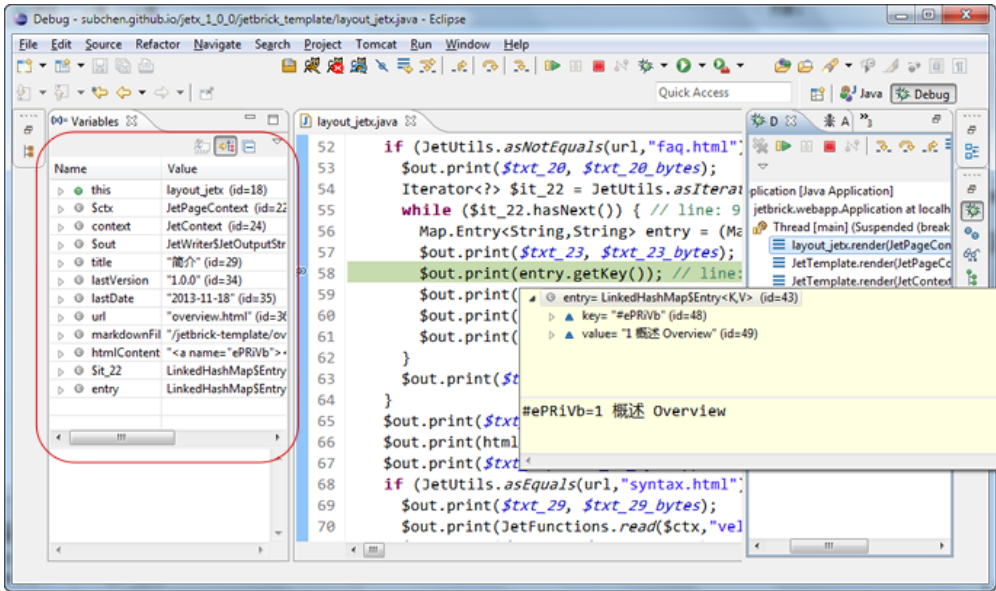 Debug - subchen.github.io/jetx_1_0_0/jetbrick_template/layout_jetx.java - Eclipse
File Edit Source Refactor Navigate Search Project Tomcat Run Window Help
Quick Access
Java
Debug
(x)= Variables
Name Value
this layout_jetx (id=18)
$ctx JetPageContext (id=22
context JetContext (id=24)
$out JetWriter$JetOutputStr
title "簡介" (id=29)
lastVersion "1.0.0" (id=34)
lastDate "2013-11-18" (id=35)
url "overview.html" (id=36
markdownFil "/jetbrick-template/ov
htmlContent "<a name="ePRiVb">
$it_22 LinkedHashMap$Entry
entry LinkedHashMap$Entry
layout_jetx.java
52 if (JetUtils.asNotEquals(url,"faq.html")
53 $out.print($txt_20, $txt_20_bytes);
54 Iterator<?> $it_22 = JetUtils.asIterat
55 while ($it_22.hasNext()) { // line: 9
56 Map.Entry<String,String> entry = (Ma
57 $out.print($txt_23, $txt_23_bytes);
58 $out.print(entry.getKey()); // line:
59 $out.print(
60 $out.print(
61 $out.print(
62 }
63 $out.print($t
64 }
65 $out.print($txt
66 $out.print(html
67 $out.print($txt
68 if (JetUtils.asEquals(url,"syntax.html")
69 $out.print($txt_29, $txt_29_bytes);
70 $out.print(JetFunctions.read($ctx,"vel
entry= LinkedHashMap$Entry<K,V> (id=43)
key= "#ePRiVb" (id=48)
value= "1 概述 Overview" (id=49)
#ePRiVb=1 概述 Overview
D
A
3
plication [Java Application]
jetbrick.webapp.Application at localh
Thread [main] (Suspended (break
layout_jetx.render(JetPageCon
JetTemplate.render(JetPageCc
JetTemplate.render(JetContext